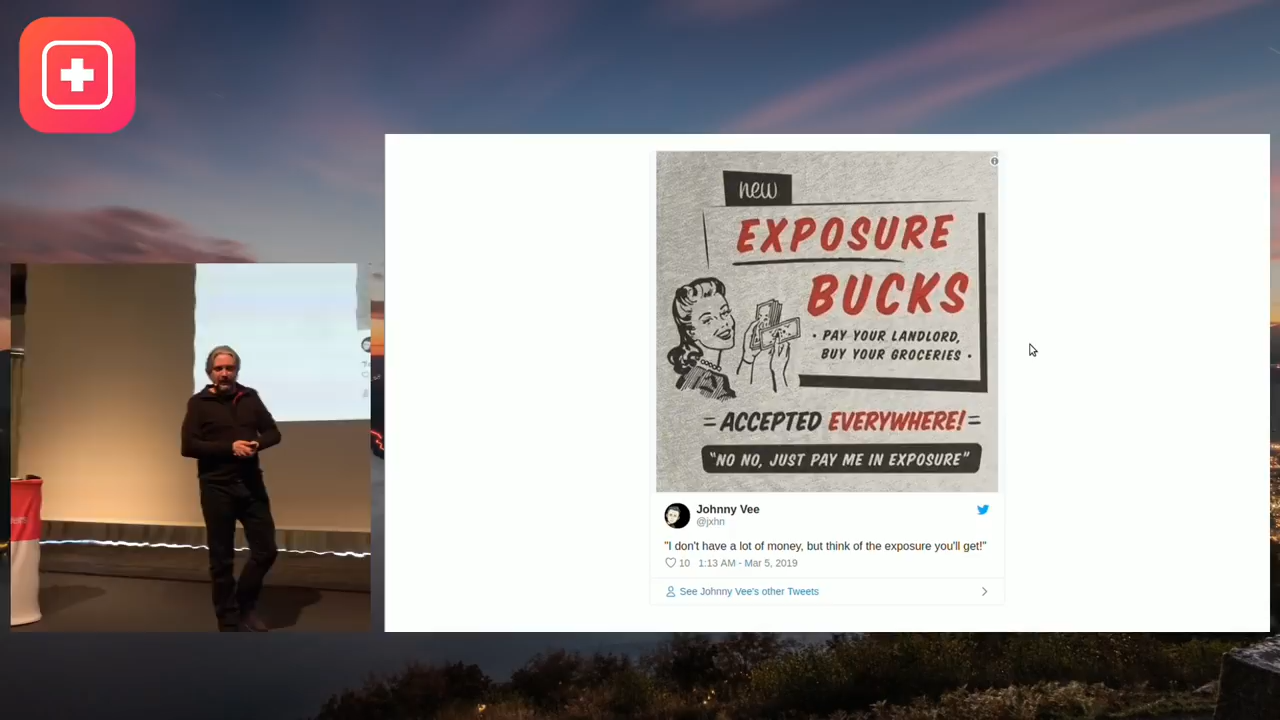 new
EXPOSURE
BUCKS
· PAY YOUR LANDLORD,
BUY YOUR GROCERIES ·
=ACCEPTED EVERYWHERE!=
"NO NO, JUST PAY ME IN EXPOSURE"
Johnny Vee
@jxhn
"I don't have a lot of money, but think of the exposure you'll get!"
10 1:13 AM - Mar 5, 2019
See Johnny Vee's other Tweets